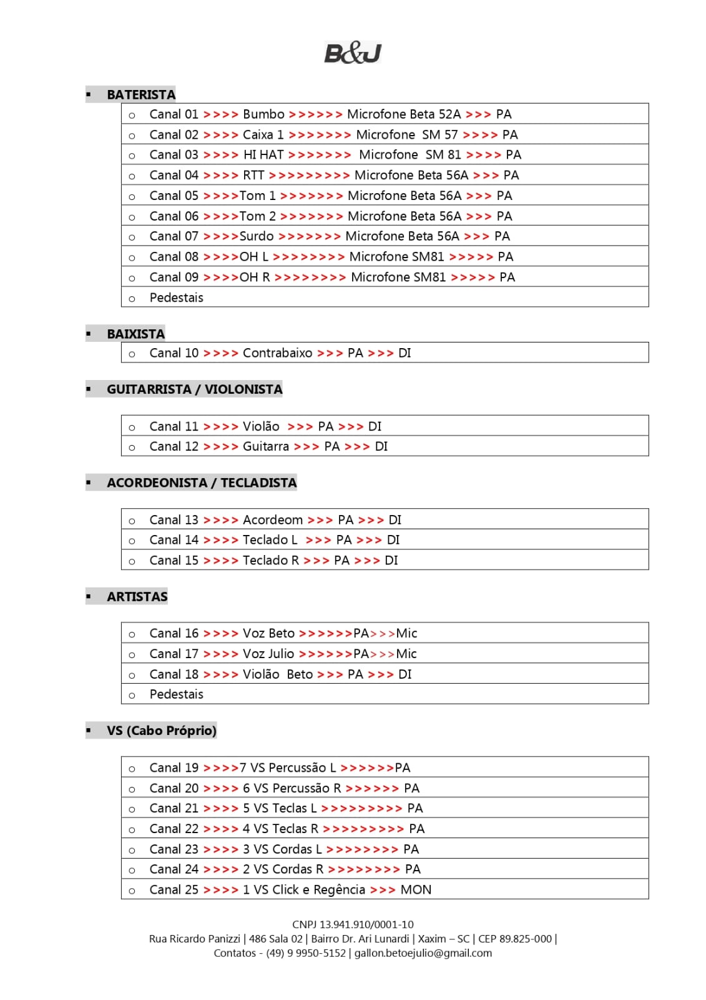 B&J
▪ BATERISTA
o Canal 01 >>>> Bumbo >>>>>> Microfone Beta 52A >>> PA
o Canal 02 >>>> Caixa 1 >>>>>>> Microfone  SM 57 >>>> PA
o Canal 03 >>>> HI HAT >>>>>>>  Microfone  SM 81 >>>> PA
o Canal 04 >>>> RTT >>>>>>>>> Microfone Beta 56A >>> PA
o Canal 05 >>>>Tom 1 >>>>>>> Microfone Beta 56A >>> PA
o Canal 06 >>>>Tom 2 >>>>>>> Microfone Beta 56A >>> PA
o Canal 07 >>>>Surdo >>>>>>> Microfone Beta 56A >>> PA
o Canal 08 >>>>OH L >>>>>>>> Microfone SM81 >>>>> PA
o Canal 09 >>>>OH R >>>>>>>> Microfone SM81 >>>>> PA
o Pedestais
▪ BAIXISTA
o Canal 10 >>>> Contrabaixo >>> PA >>> DI
▪ GUITARRISTA / VIOLONISTA
o Canal 11 >>>> Violão  >>> PA >>> DI
o Canal 12 >>>> Guitarra >>> PA >>> DI
▪ ACORDEONISTA / TECLADISTA
o Canal 13 >>>> Acordeom >>> PA >>> DI
o Canal 14 >>>> Teclado L  >>> PA >>> DI
o Canal 15 >>>> Teclado R >>> PA >>> DI
▪ ARTISTAS
o Canal 16 >>>> Voz Beto >>>>>>PA>>>Mic
o Canal 17 >>>> Voz Julio >>>>>>PA>>>Mic
o Canal 18 >>>> Violão  Beto >>> PA >>> DI
o Pedestais
▪ VS (Cabo Próprio)
o Canal 19 >>>>7 VS Percussão L >>>>>>PA
o Canal 20 >>>> 6 VS Percussão R >>>>>> PA
o Canal 21 >>>> 5 VS Teclas L >>>>>>>>> PA
o Canal 22 >>>> 4 VS Teclas R >>>>>>>>> PA
o Canal 23 >>>> 3 VS Cordas L >>>>>>>> PA
o Canal 24 >>>> 2 VS Cordas R >>>>>>>> PA
o Canal 25 >>>> 1 VS Click e Regência >>> MON
CNPJ 13.941.910/0001-10
Rua Ricardo Panizzi | 486 Sala 02 | Bairro Dr. Ari Lunardi | Xaxim – SC | CEP 89.825-000 |
Contatos - (49) 9 9950-5152 | gallon.betoejulio@gmail.com